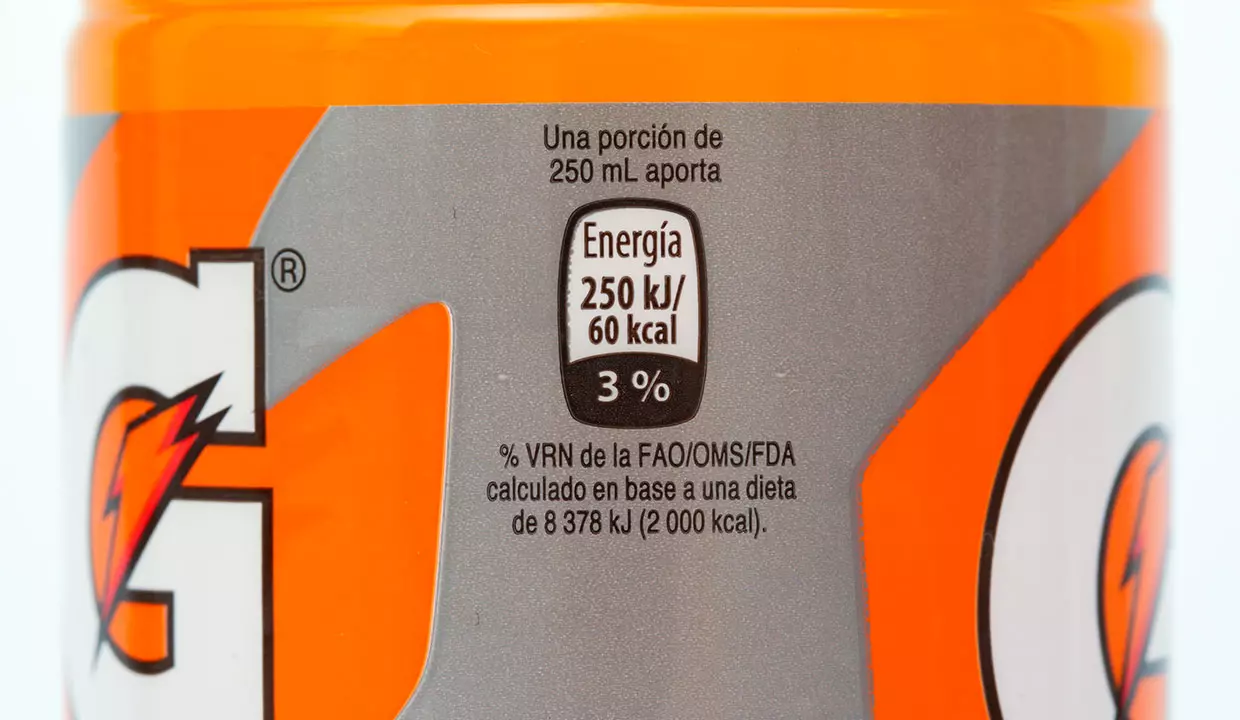 Una porción de
250 mL aporta
Energía
250 kJ/
60 kcal
3 %
% VRN de la FAO/OMS/FDA
calculado en base a una dieta
de 8 378 kJ (2 000 kcal).
G®